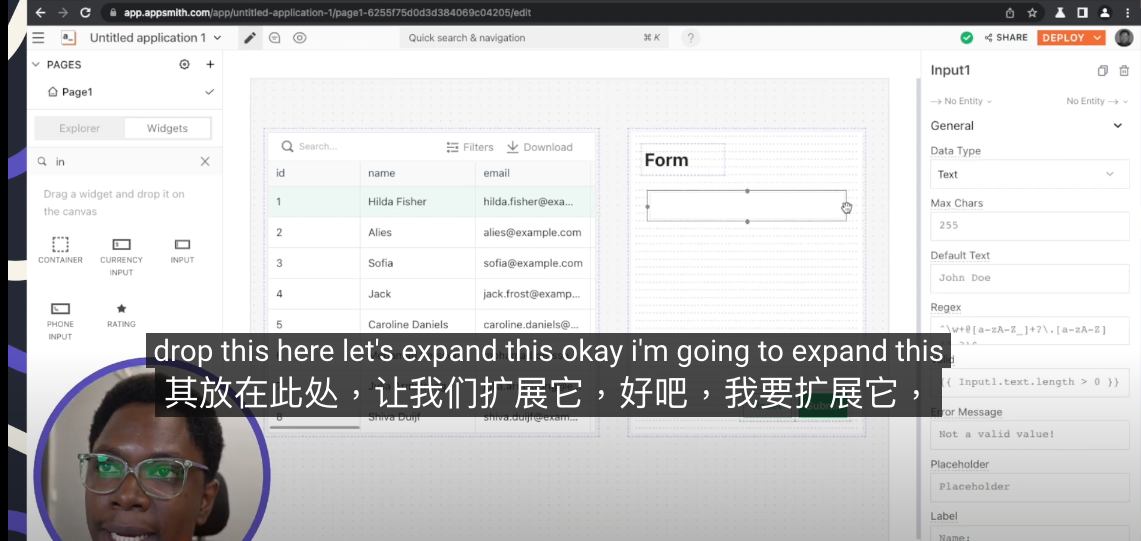 app.appsmith.com/app/untitled-application-1/page1-6255f75d0d3d384069c04205/edit
Untitled application 1
Quick search & navigation
⌘ K
?
SHARE
DEPLOY
PAGES
Page1
Explorer
Widgets
in
Drag a widget and drop it on
the canvas
CONTAINER
CURRENCY
INPUT
INPUT
PHONE
INPUT
RATING
Search...
Filters
Download
id name email
1 Hilda Fisher hilda.fisher@exa...
2 Alies alies@example.com
3 Sofia sofia@example.com
4 Jack jack.frost@examp...
5 Caroline Daniels caroline.daniels@...
Shiva Duijf shiva.duijf@exam...
Form
Input1
No Entity
No Entity
General
Data Type
Text
Max Chars
255
Default Text
John Doe
Regex
^\w+@[a-zA-Z_]+?\.[a-zA-Z]
{{ Input1.text.length > 0 }}
Error Message
Not a valid value!
Placeholder
Placeholder
Label
Name:
drop this here let's expand this okay i'm going to expand this
其放在此处，让我们扩展它，好吧，我要扩展它，